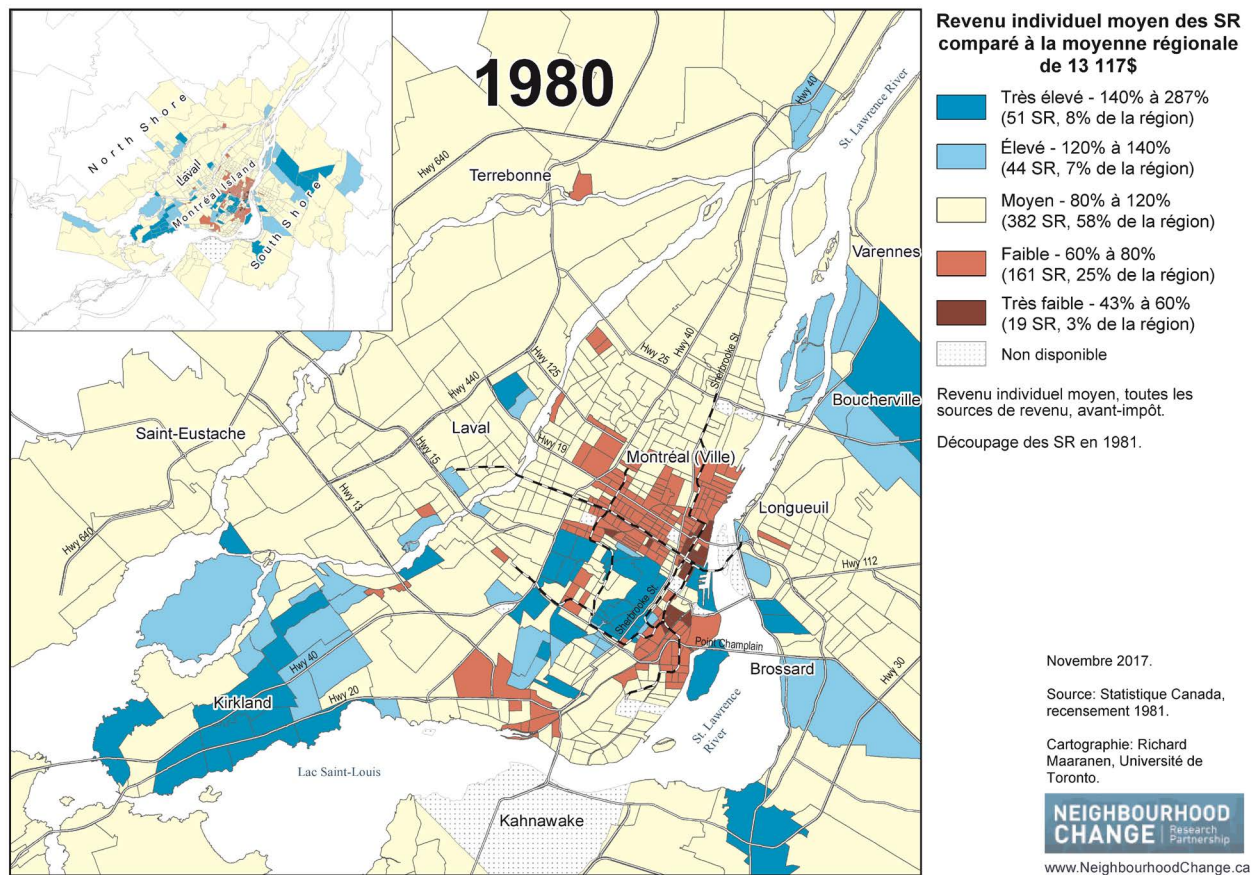 1980
Revenu individuel moyen des SR
comparé à la moyenne régionale
de 13 117$
Très élevé - 140% à 287%
(51 SR, 8% de la région)
Élevé - 120% à 140%
(44 SR, 7% de la région)
Moyen - 80% à 120%
(382 SR, 58% de la région)
Faible - 60% à 80%
(161 SR, 25% de la région)
Très faible - 43% à 60%
(19 SR, 3% de la région)
Non disponible
Revenu individuel moyen, toutes les
sources de revenu, avant-impôt.
Découpage des SR en 1981.
North Shore
Laval
Montréal Island
South Shore
Hwy 40
St. Lawrence River
Hwy 640
Terrebonne
Varennes
Hwy 40
Sherbrooke St
Hwy 25
Hwy 125
Hwy 440
Boucherville
Saint-Eustache
Laval
Hwy 19
Hwy 15
Montréal (Ville)
Longueuil
Hwy 13
Hwy 640
Hwy 112
Sherbrooke St
Point Champlain
Brossard
Hwy 30
Hwy 40
Kirkland
Hwy 20
St. Lawrence
River
Lac Saint-Louis
Kahnawake
Novembre 2017.
Source: Statistique Canada,
recensement 1981.
Cartographie: Richard
Maaranen, Université de
Toronto.
NEIGHBOURHOOD
CHANGE Research
Partnership
www.NeighbourhoodChange.ca